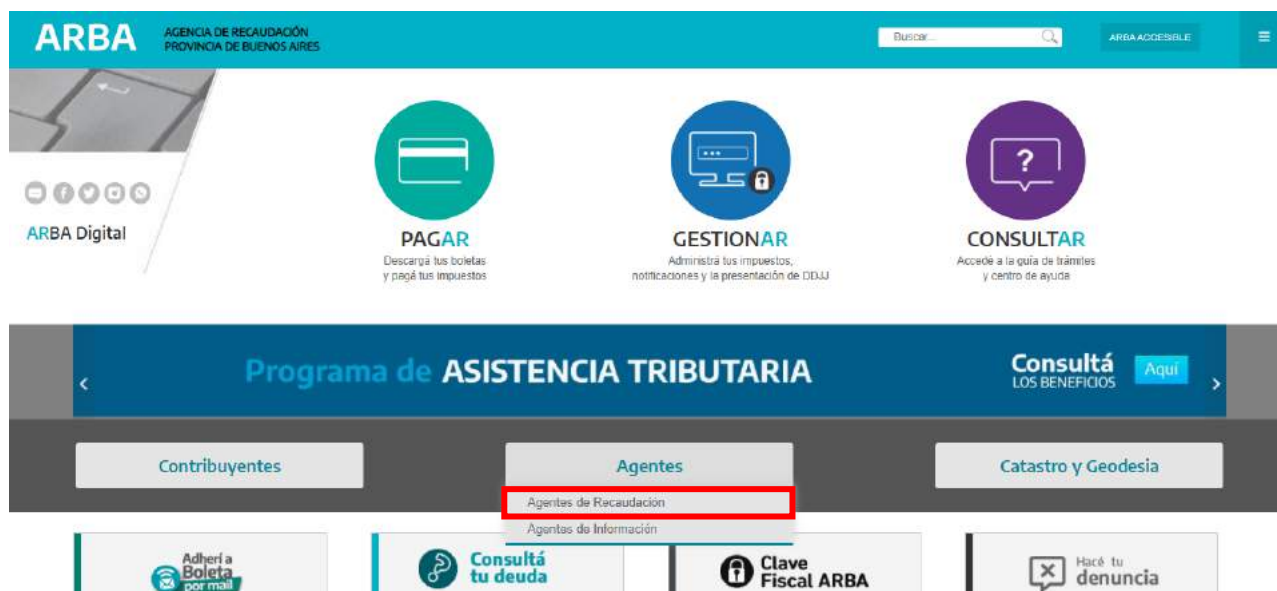 ARBA
AGENCIA DE RECAUDACIÓN
PROVINCIA DE BUENOS AIRES
Buscar...
ARBA ACCESIBLE
ARBA Digital
PAGAR
Descargá tus boletas
y pagá tus impuestos
GESTIONAR
Administrá tus impuestos,
notificaciones y la presentación de DDJJ
?
CONSULTAR
Accedé a la guía de trámites
y centro de ayuda
Programa de ASISTENCIA TRIBUTARIA
Consultá
LOS BENEFICIOS
Aquí
Contribuyentes
Agentes
Catastro y Geodesia
Agentes de Recaudación
Agentes de Información
Adherí a
Boleta
por mail
Consultá
tu deuda
Clave
Fiscal ARBA
Hacé tu
denuncia